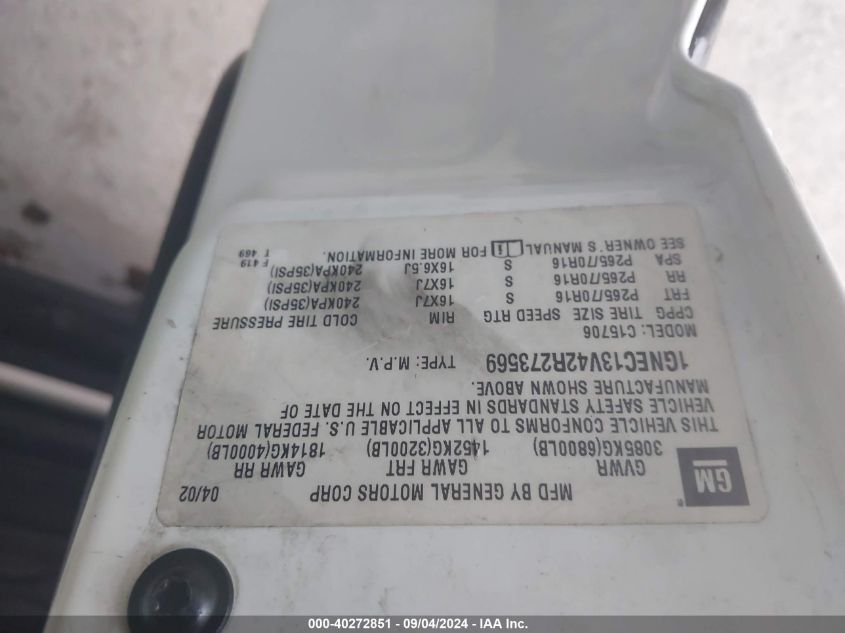 MFD BY GENERAL MOTORS CORP 04/02
GM
GVWR GAWR FRT GAWR RR
3085KG(6800LB) 1452KG(3200LB) 1814KG(4000LB)
THIS VEHICLE CONFORMS TO ALL APPLICABLE U.S. FEDERAL MOTOR
VEHICLE SAFETY STANDARDS IN EFFECT ON THE DATE OF
MANUFACTURE SHOWN ABOVE.
1GNEC13V42R273569 TYPE: M.P.V.
MODEL: C15706
CPPG TIRE SIZE SPEED RTG RIM COLD TIRE PRESSURE
FRT P265/70R16 S 16X7J 240KPA(35PSI)
RR P265/70R16 S 16X7J 240KPA(35PSI)
SPA P265/70R16 S 16X6.5J 240KPA(35PSI)
SEE OWNER'S MANUAL FOR MORE INFORMATION.
F419
T 469
000-40272851 - 09/04/2024 - IAA Inc.